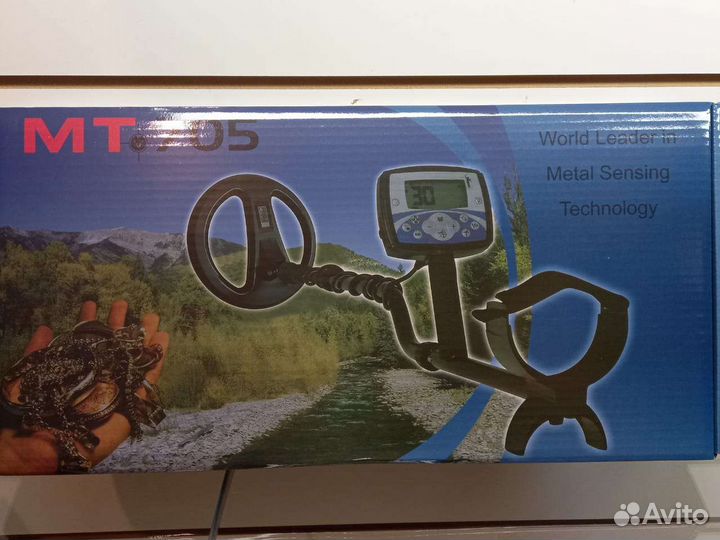 MT 705
World Leader in
Metal Sensing
Technology
30
Avito